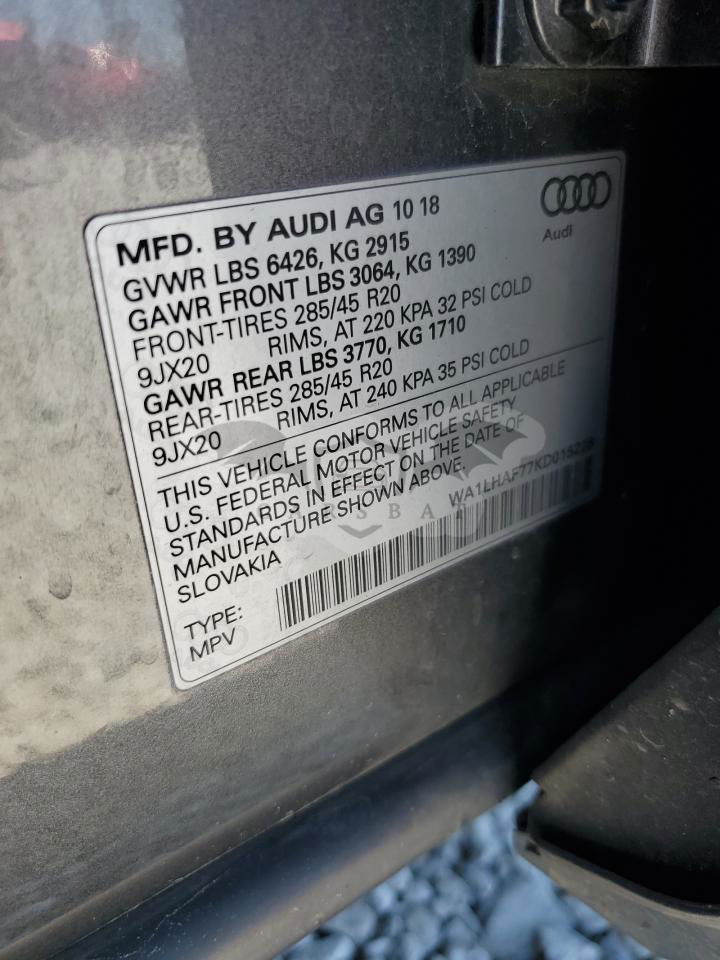 Audi
MFD. BY AUDI AG 10 18
GVWR LBS 6426, KG 2915
GAWR FRONT LBS 3064, KG 1390
FRONT-TIRES 285/45 R20
9JX20 RIMS, AT 220 KPA 32 PSI COLD
GAWR REAR LBS 3770, KG 1710
REAR-TIRES 285/45 R20
9JX20 RIMS, AT 240 KPA 35 PSI COLD
THIS VEHICLE CONFORMS TO ALL APPLICABLE
U.S. FEDERAL MOTOR VEHICLE SAFETY
STANDARDS IN EFFECT ON THE DATE OF
MANUFACTURE SHOWN ABOVE.
SLOVAKIA
TYPE:
MPV